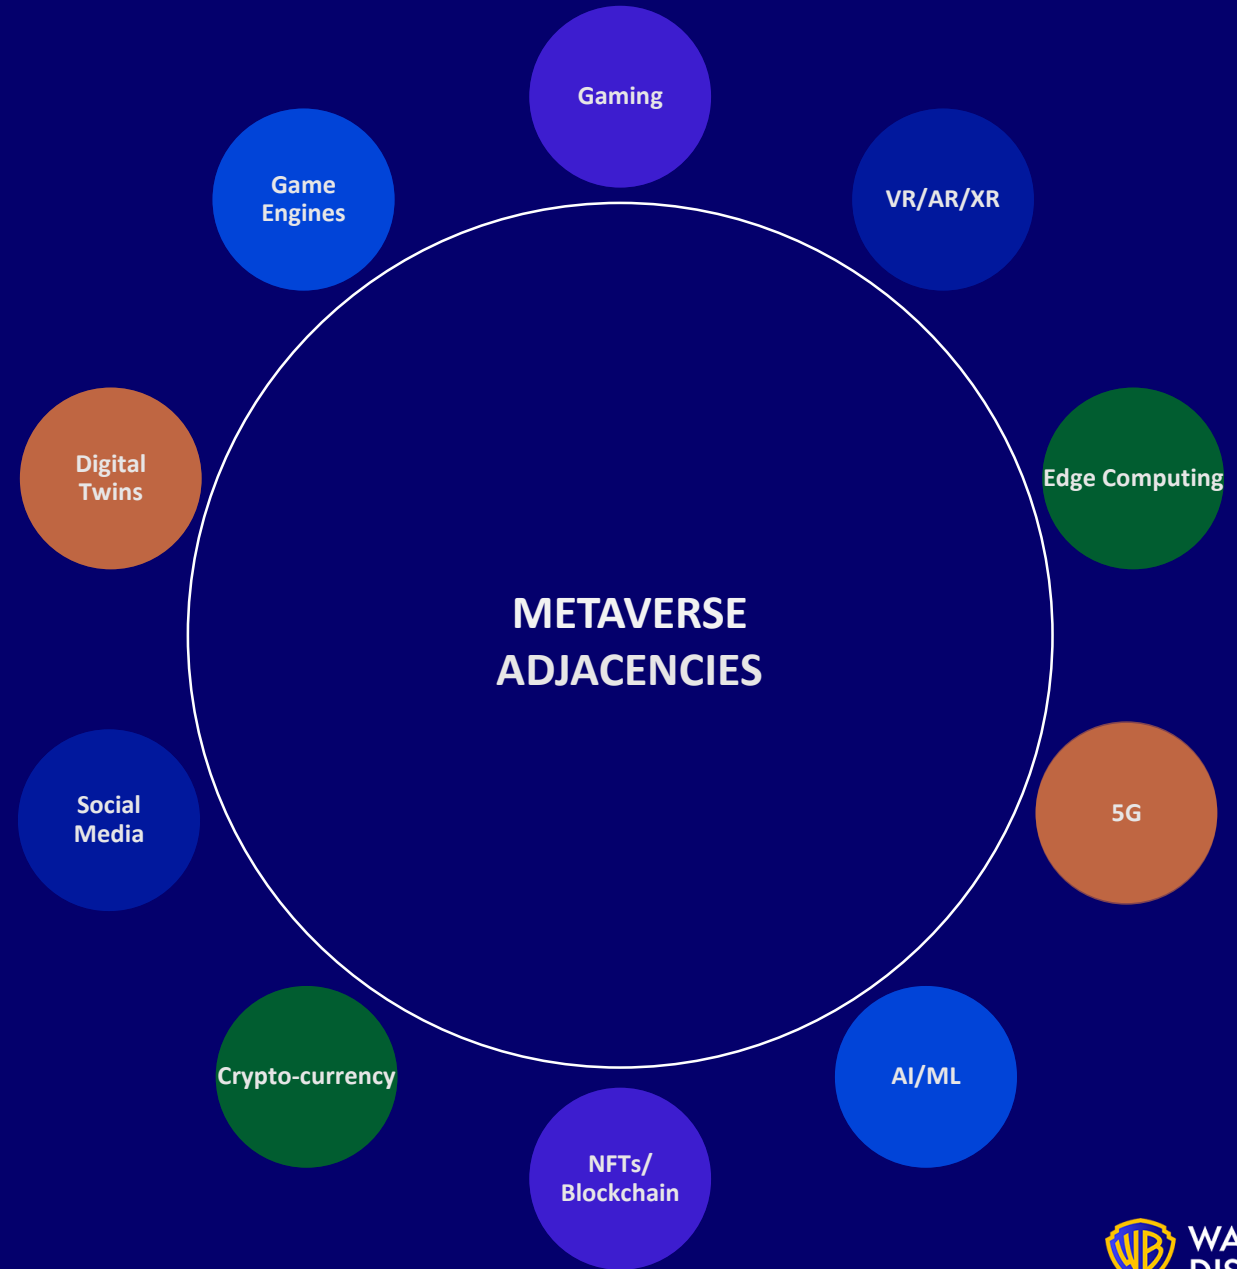 Gaming
Game
Engines
VR/AR/XR
Digital
Twins
Edge Computing
METAVERSE
ADJACENCIES
Social
Media
5G
Crypto-currency
AI/ML
NFTs/
Blockchain
WB